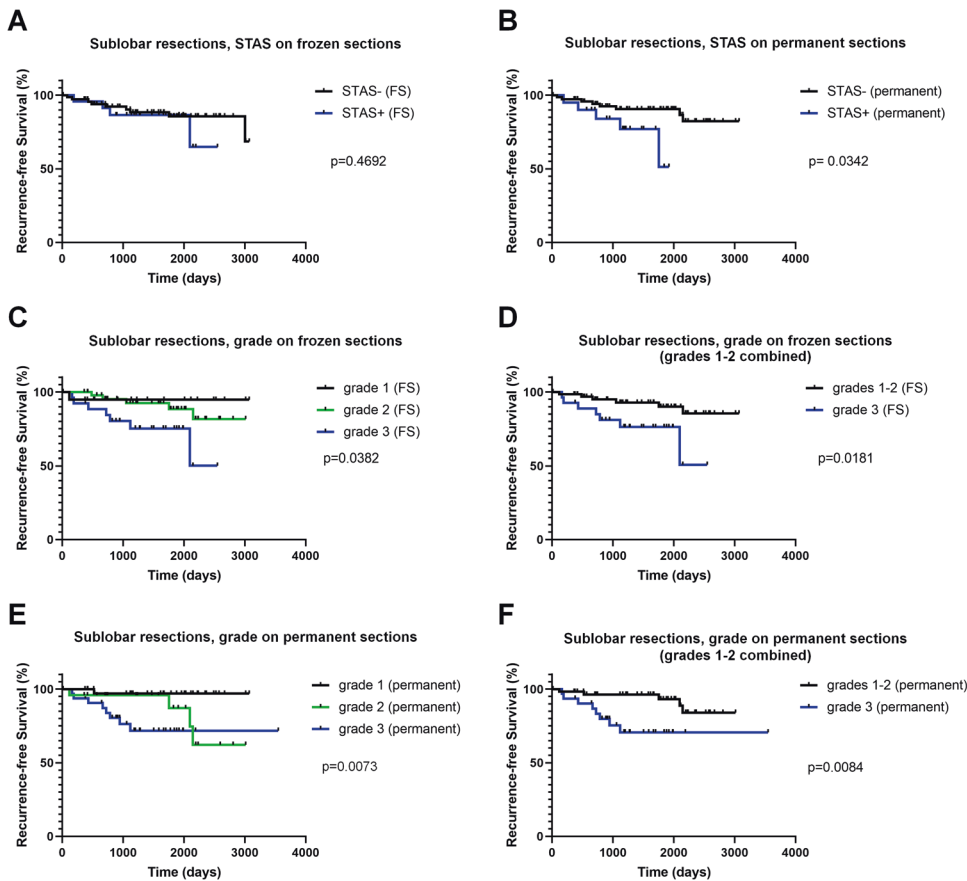 A
Sublobar resections, STAS on frozen sections
Recurrence-free Survival (%)
100
50
0
0 1000 2000 3000 4000
Time (days)
STAS- (FS)
STAS+ (FS)
p=0.4692
B
Sublobar resections, STAS on permanent sections
Recurrence-free Survival (%)
100
50
0
0 1000 2000 3000 4000
Time (days)
STAS- (permanent)
STAS+ (permanent)
p= 0.0342
C
Sublobar resections, grade on frozen sections
Recurrence-free Survival (%)
100
50
0
0 1000 2000 3000 4000
Time (days)
grade 1 (FS)
grade 2 (FS)
grade 3 (FS)
p=0.0382
D
Sublobar resections, grade on frozen sections
(grades 1-2 combined)
Recurrence-free Survival (%)
100
50
0
0 1000 2000 3000 4000
Time (days)
grades 1-2 (FS)
grade 3 (FS)
p=0.0181
E
Sublobar resections, grade on permanent sections
Recurrence-free Survival (%)
100
50
0
0 1000 2000 3000 4000
Time (days)
grade 1 (permanent)
grade 2 (permanent)
grade 3 (permanent)
p=0.0073
F
Sublobar resections, grade on permanent sections
(grades 1-2 combined)
Recurrence-free Survival (%)
100
50
0
0 1000 2000 3000 4000
Time (days)
grades 1-2 (permanent)
grade 3 (permanent)
p=0.0084